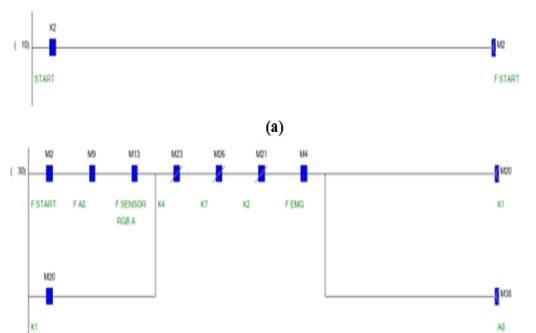 X2
( 10) M2
START F START
(a)
M2 M9 M13 M23 M26 M21 M4
( 30) M20
F START F A0 F SENSOR K4 K7 K2 F EMG K1
RGB A
M20
M38
K1 A0